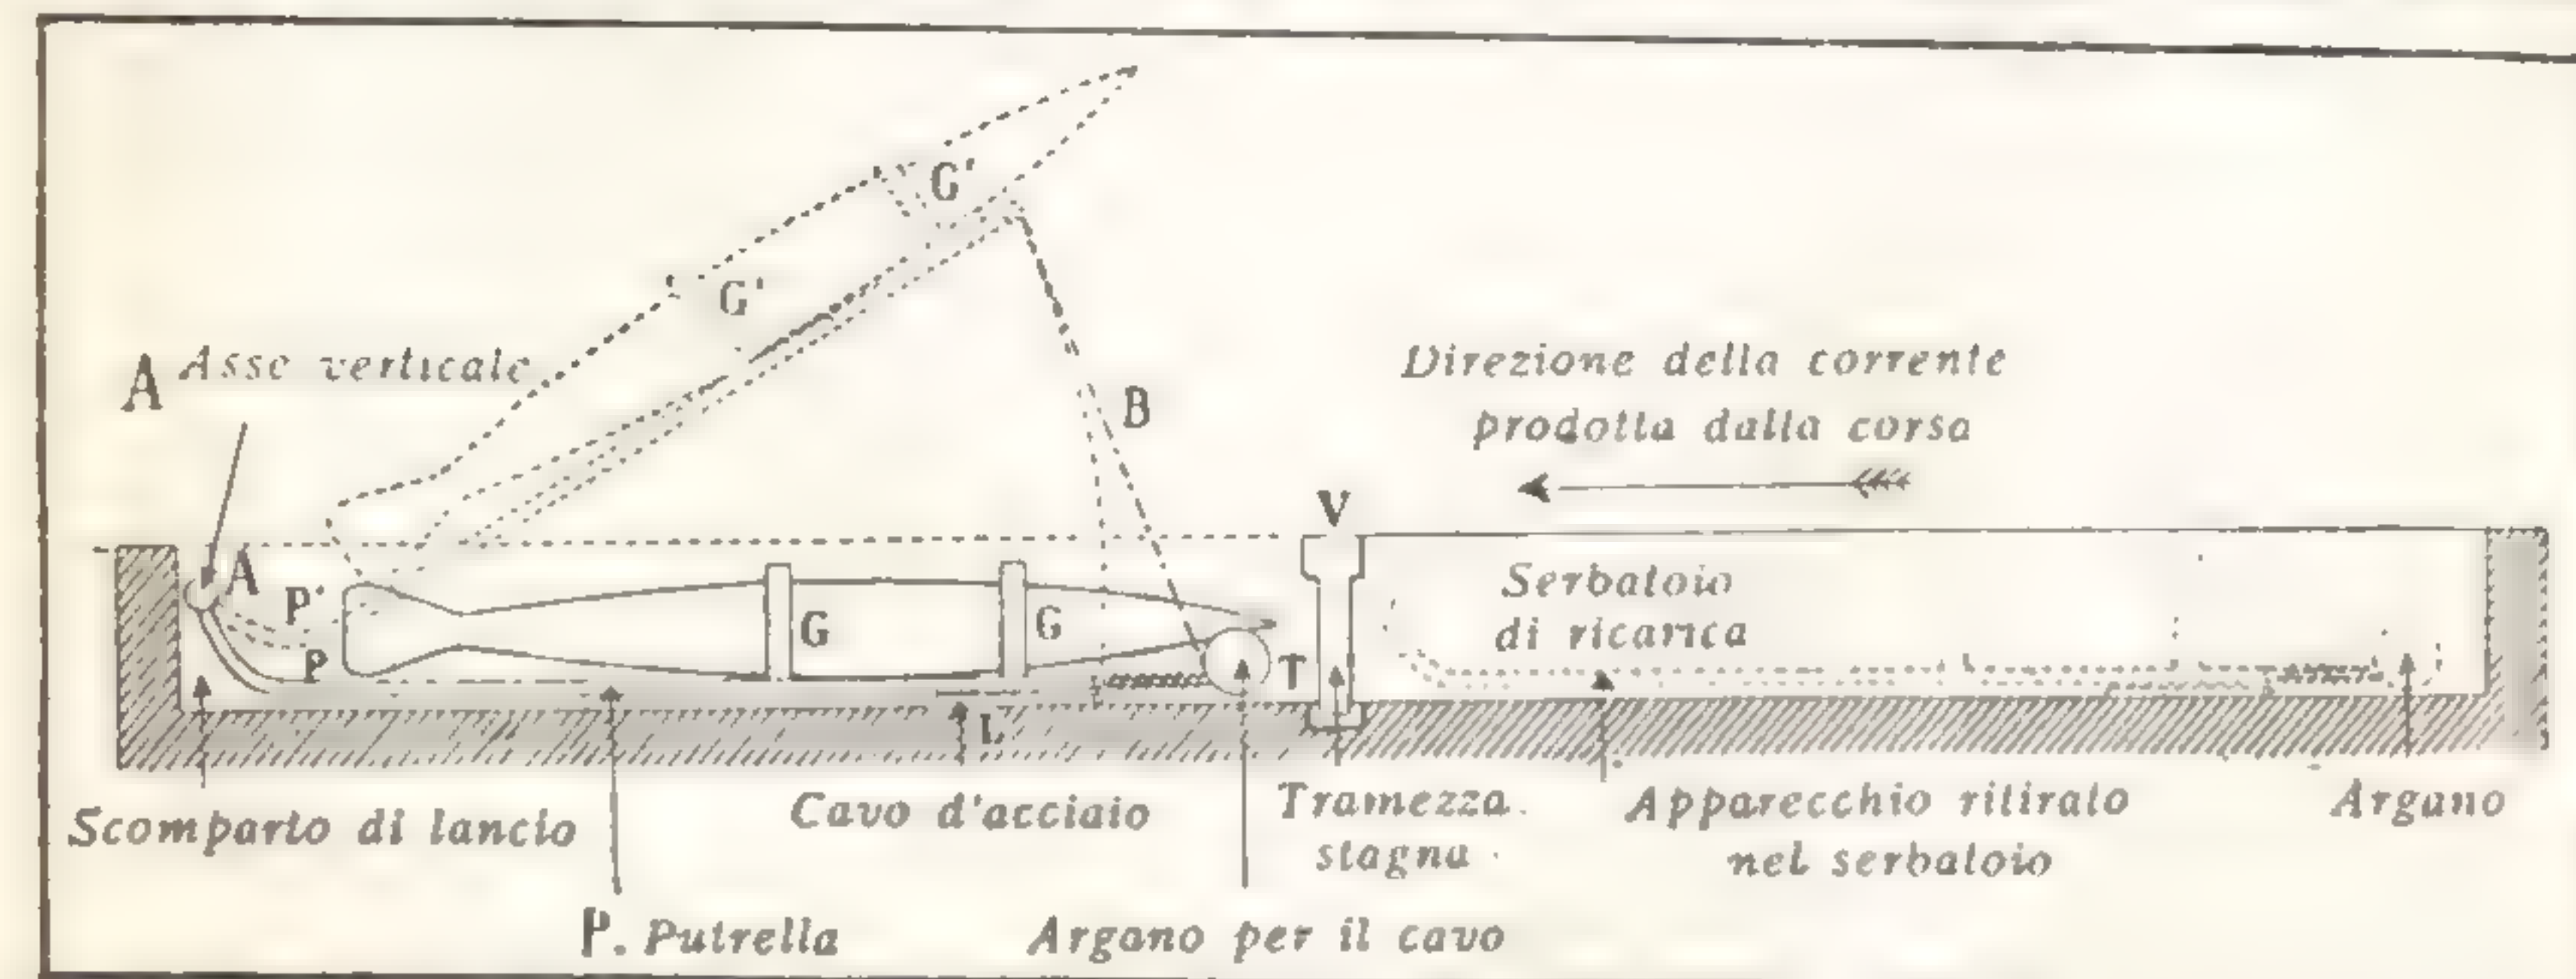 G'
G'
A Asse verticale
B
Direzione della corrente
prodotta dalla corsa
V
A
P'
P
G
G
T
L
Serbatoio
di ricarica
Scomparto di lancio
Cavo d'acciaio
Tramezza
stagna
Apparecchio ritirato
nel serbatoio
Argano
P. Putrella
Argano per il cavo